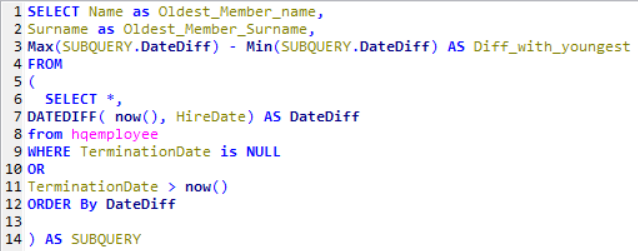 1 SELECT Name as Oldest_Member_name,
2 Surname as Oldest_Member_Surname,
3 Max(SUBQUERY.DateDiff) - Min(SUBQUERY.DateDiff) AS Diff_with_youngest
4 FROM
5 (
6   SELECT *,
7 DATEDIFF( now(), HireDate) AS DateDiff
8 from hqemployee
9 WHERE TerminationDate is NULL
10 OR
11 TerminationDate > now()
12 ORDER By DateDiff
13
14 ) AS SUBQUERY